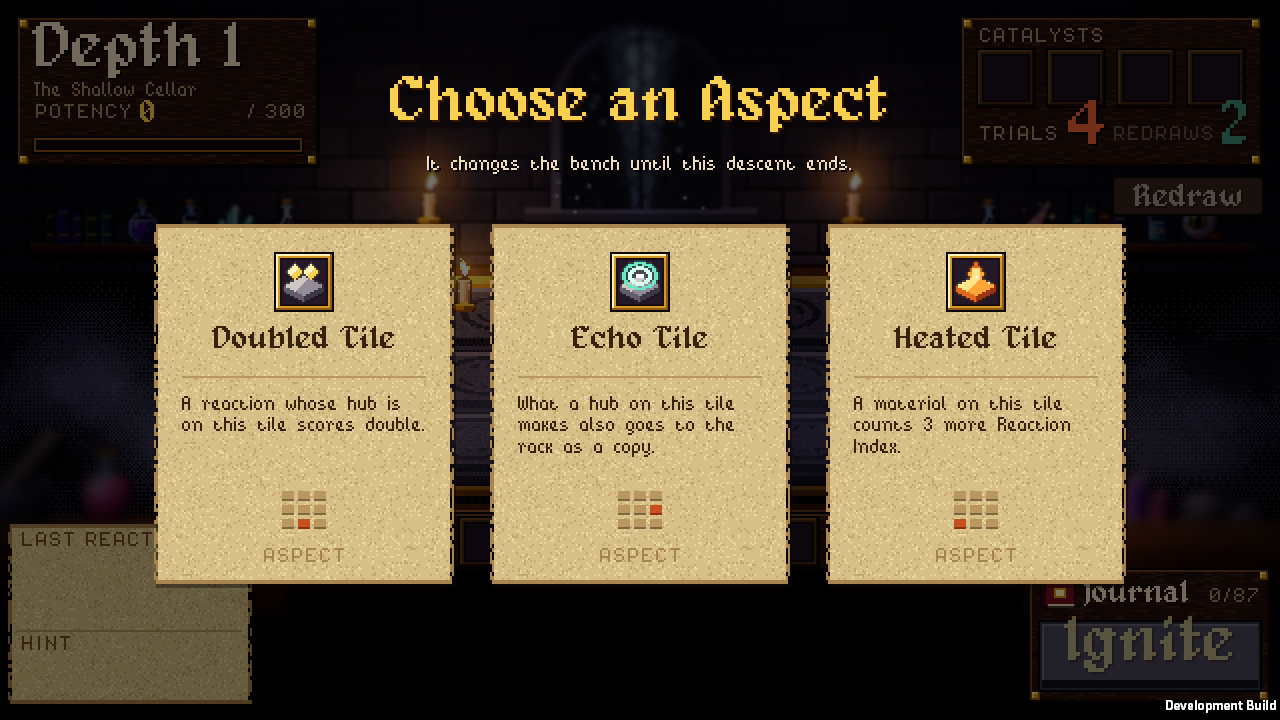 Depth 1
The Shallow Cellar
POTENCY 0 / 300
CATALYSTS
TRIALS 4 REDRAWS 2
Redraw
Choose an Aspect
It changes the bench until this descent ends.
Doubled Tile
A reaction whose hub is
on this tile scores double.
ASPECT
Echo Tile
What a hub on this tile
makes also goes to the
rack as a copy.
ASPECT
Heated Tile
A material on this tile
counts 3 more Reaction
Index.
ASPECT
LAST REACT
HINT
Journal 0/87
Ignite
Development Build